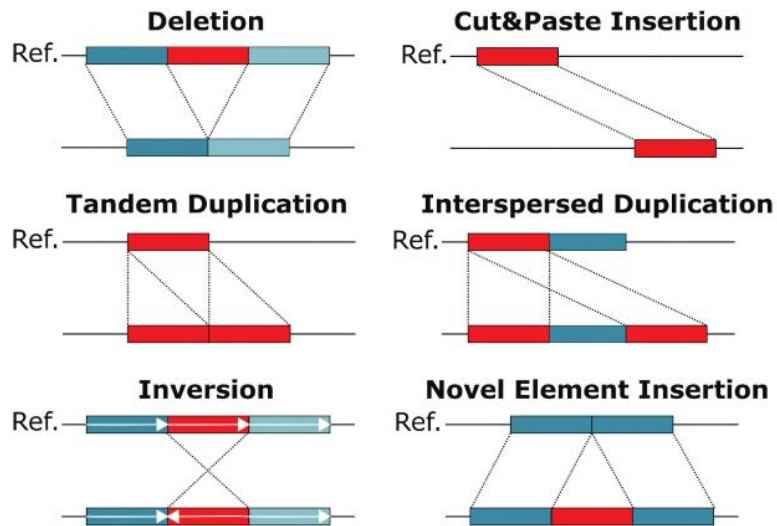 Deletion
Ref.
Cut&Paste Insertion
Ref.
Tandem Duplication
Ref.
Interspersed Duplication
Ref.
Inversion
Ref.
Novel Element Insertion
Ref.